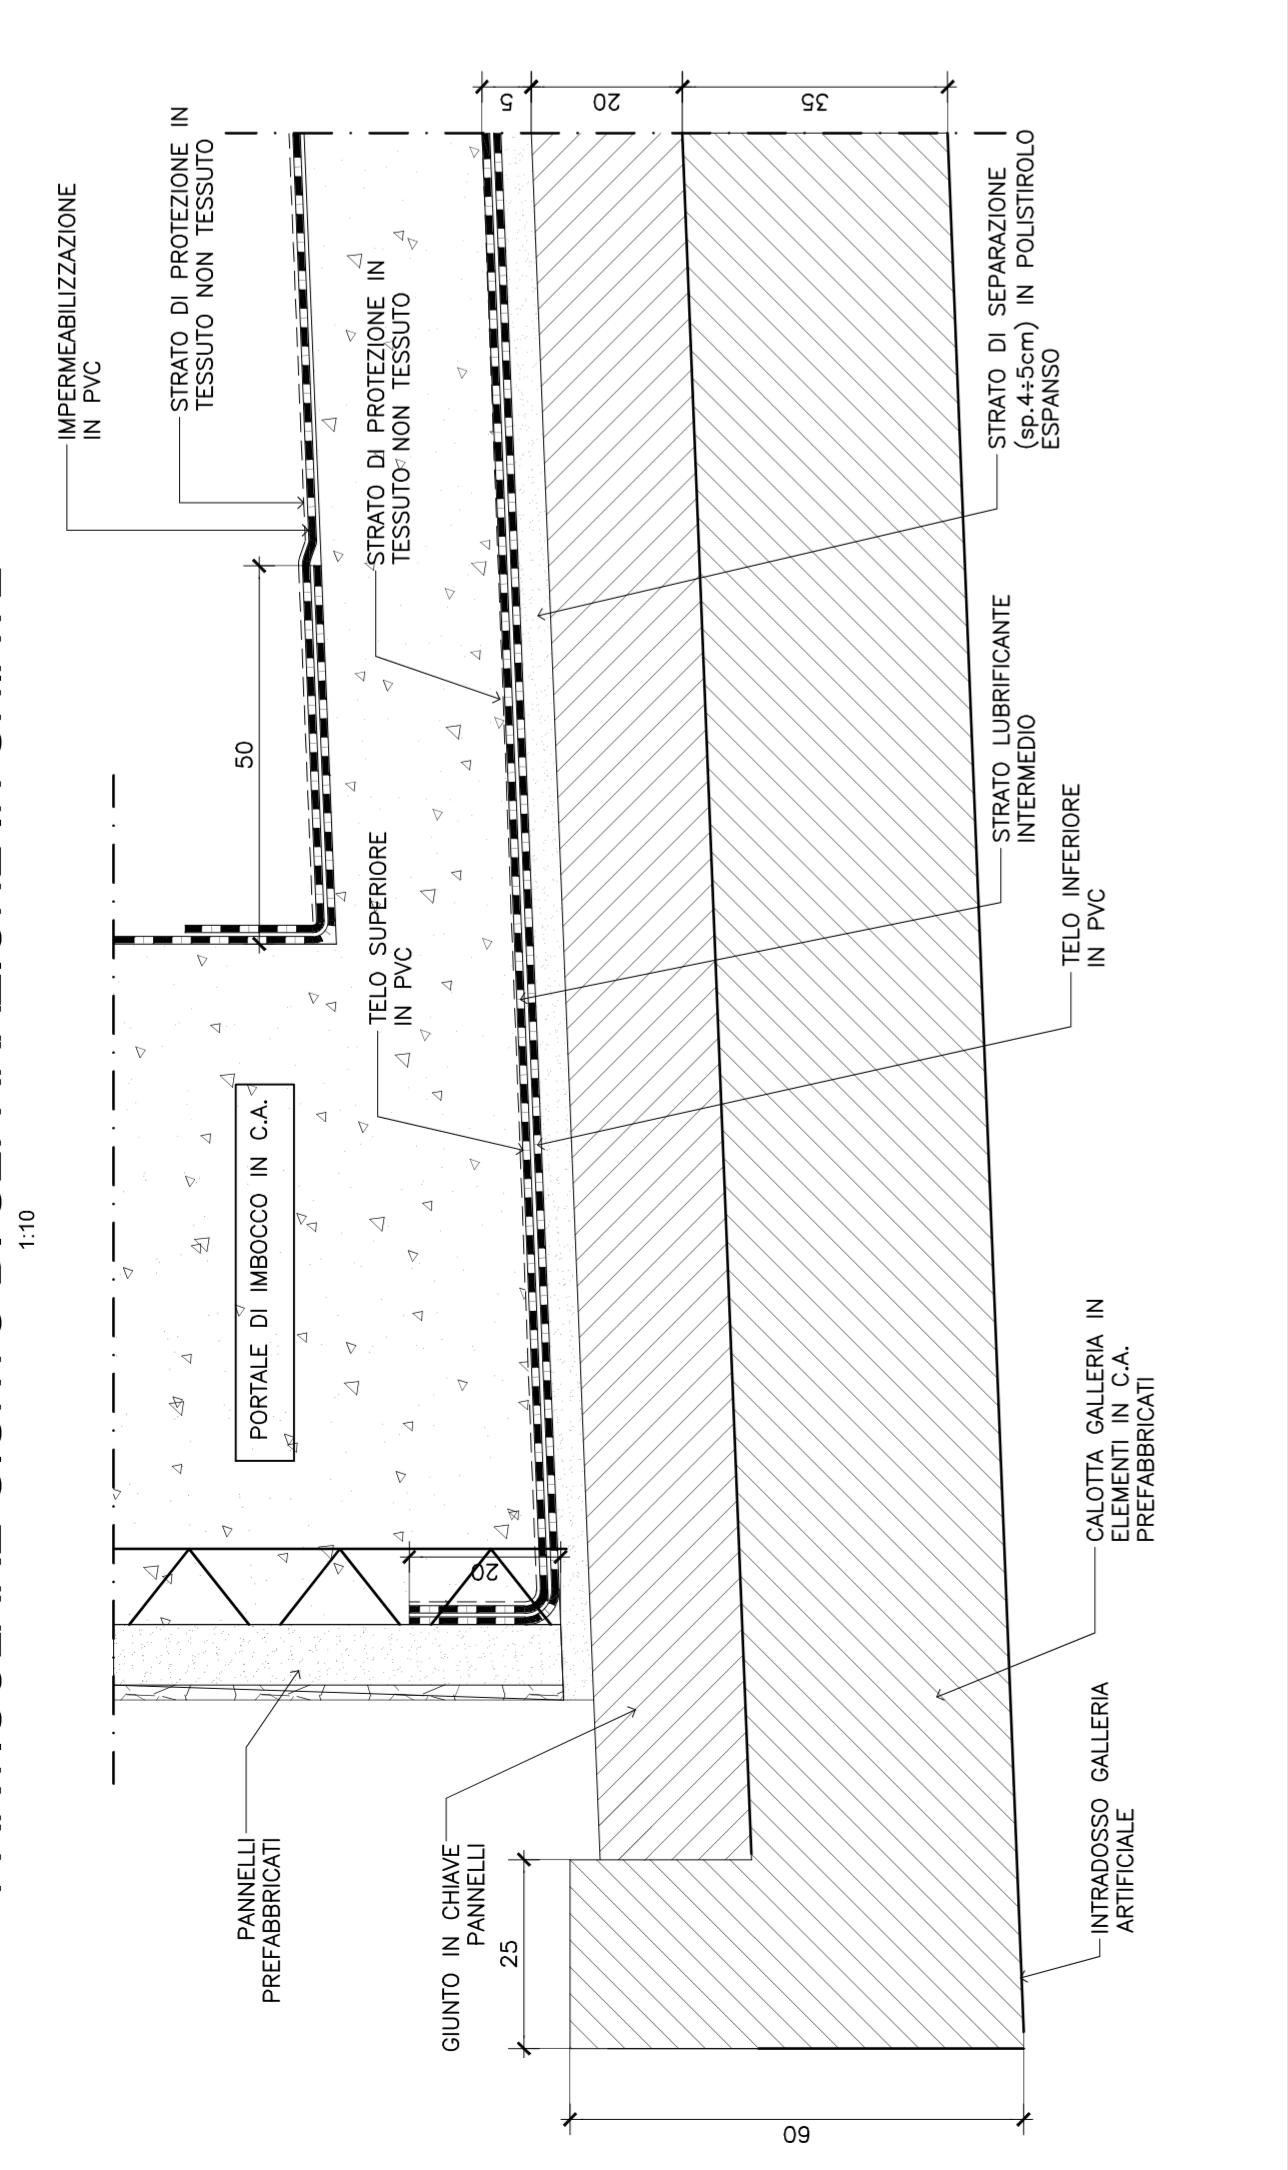 1:10
IMPERMEABILIZZAZIONE
IN PVC
STRATO DI PROTEZIONE IN
TESSUTO NON TESSUTO
50
STRATO DI PROTEZIONE IN
TESSUTO NON TESSUTO
TELO SUPERIORE
IN PVC
PORTALE DI IMBOCCO IN C.A.
20
PANNELLI
PREFABBRICATI
GIUNTO IN CHIAVE
PANNELLI
25
60
5
20
35
STRATO DI SEPARAZIONE
(sp.4÷5cm) IN POLISTIROLO
ESPANSO
STRATO LUBRIFICANTE
INTERMEDIO
TELO INFERIORE
IN PVC
CALOTTA GALLERIA IN
ELEMENTI IN C.A.
PREFABBRICATI
INTRADOSSO GALLERIA
ARTIFICIALE